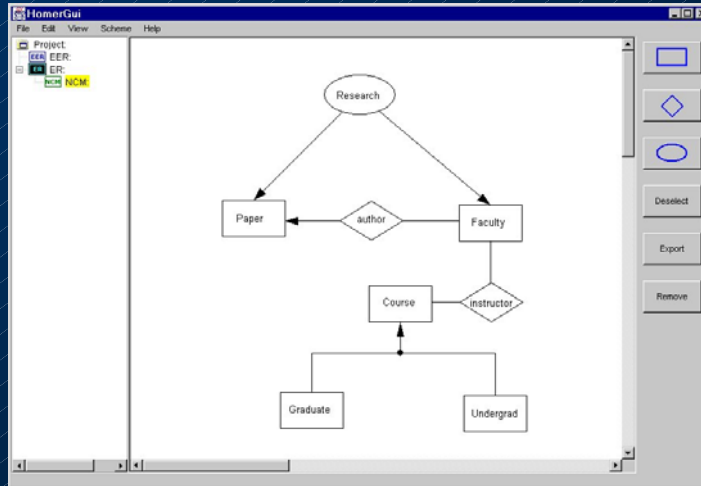 HomerGui
File Edit View Scheme Help
Project:
EER EER:
ER ER:
NCM NCM:
Research
Paper
author
Faculty
Course
instructor
Graduate
Undergrad
Deselect
Export
Remove